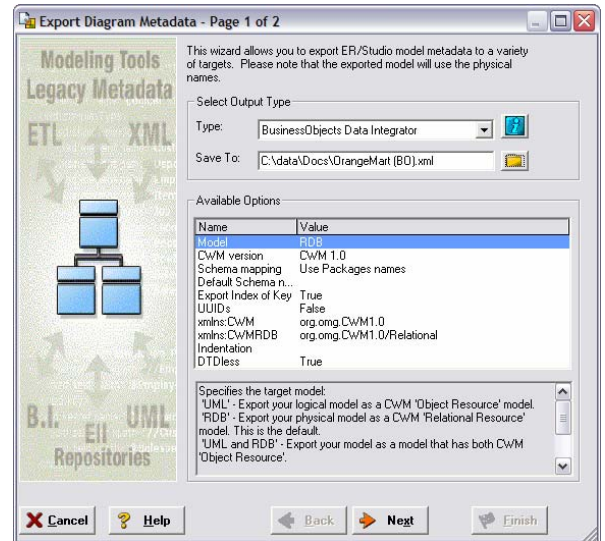 Export Diagram Metadata - Page 1 of 2
Modeling Tools
Legacy Metadata
ETL XML
B.I. UML
EII
Repositories
This wizard allows you to export ER/Studio model metadata to a variety
of targets. Please note that the exported model will use the physical
names.
Select Output Type
Type: BusinessObjects Data Integrator
Save To: C:\data\Docs\OrangeMart (BO).xml
Available Options
Name Value
Model RDB
CWM version CWM 1.0
Schema mapping Use Packages names
Default Schema n...
Export Index of Key True
UUIDs False
xmlns:CWM org.omg.CWM1.0
xmlns:CWMRDB org.omg.CWM1.0/Relational
Indentation
DTDless True
Specifies the target model:
'UML' - Export your logical model as a CWM 'Object Resource' model.
'RDB' - Export your physical model as a CWM 'Relational Resource'
model. This is the default.
'UML and RDB' - Export your model as a model that has both CWM
'Object Resource'.
Cancel Help Back Next Finish